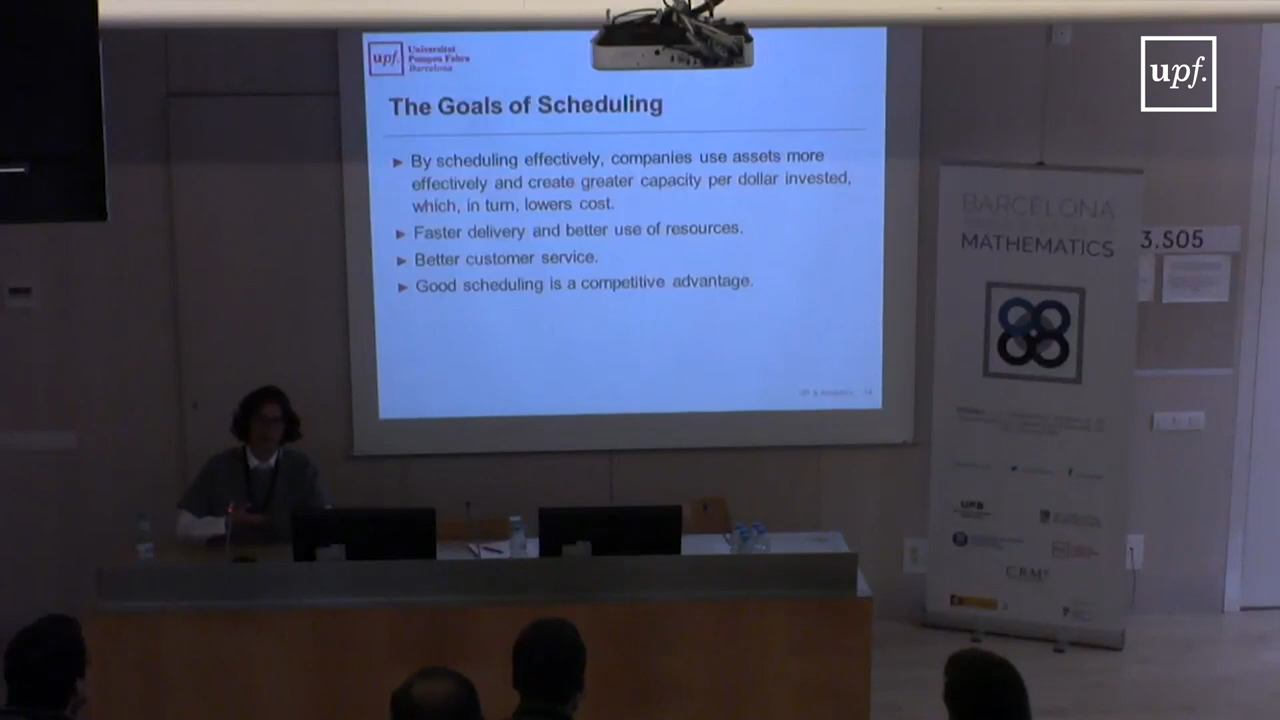 upf.
Universitat
Pompeu Fabra
Barcelona
The Goals of Scheduling
► By scheduling effectively, companies use assets more
effectively and create greater capacity per dollar invested,
which, in turn, lowers cost.
► Faster delivery and better use of resources.
► Better customer service.
► Good scheduling is a competitive advantage.
upf.
BARCELONA
MATHEMATICS
3.S05
UPB
CRM